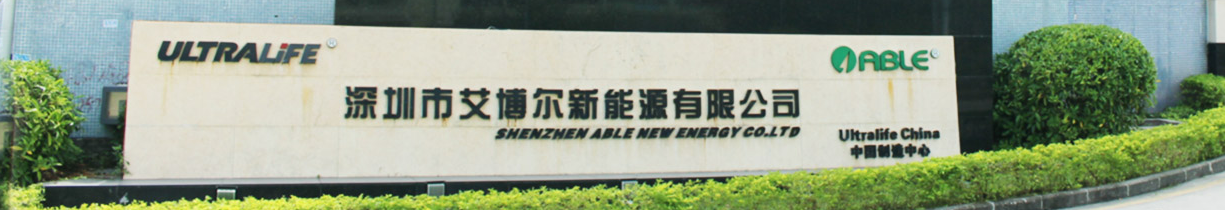 ULTRALiFE®
ABLE®
深圳市艾博尔新能源有限公司
SHENZHEN ABLE NEW ENERGY CO.,LTD
Ultralife China
中国制造中心